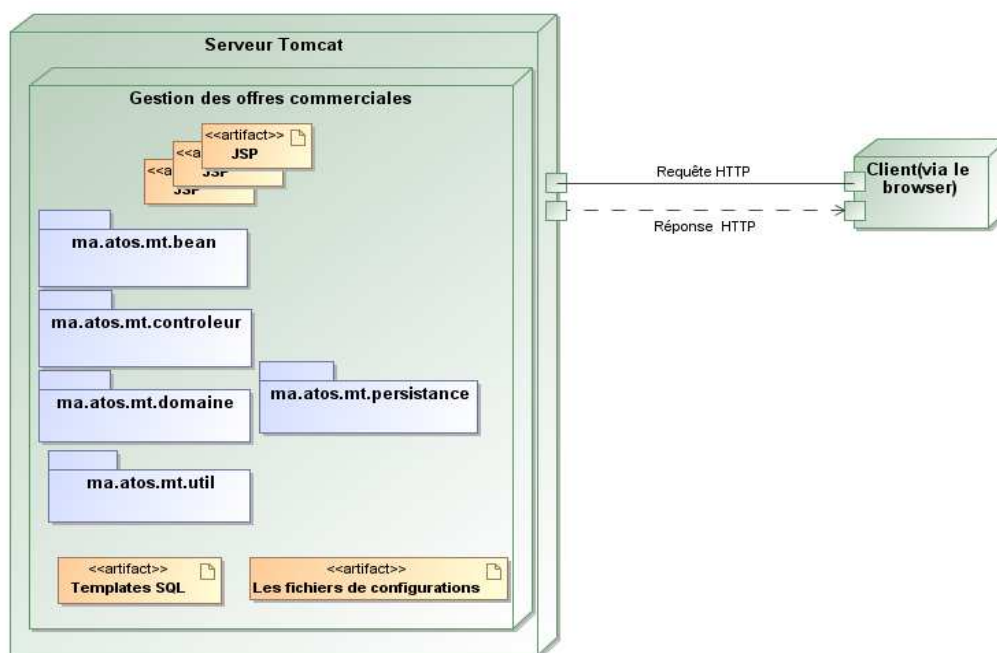 Serveur Tomcat
Gestion des offres commerciales
<<artifact>>
JSP
<<a
JSP
<<a
JSP
ma.atos.mt.bean
ma.atos.mt.controleur
ma.atos.mt.domaine
ma.atos.mt.persistance
ma.atos.mt.util
<<artifact>>
Templates SQL
<<artifact>>
Les fichiers de configurations
Requête HTTP
Réponse HTTP
Client(via le
browser)